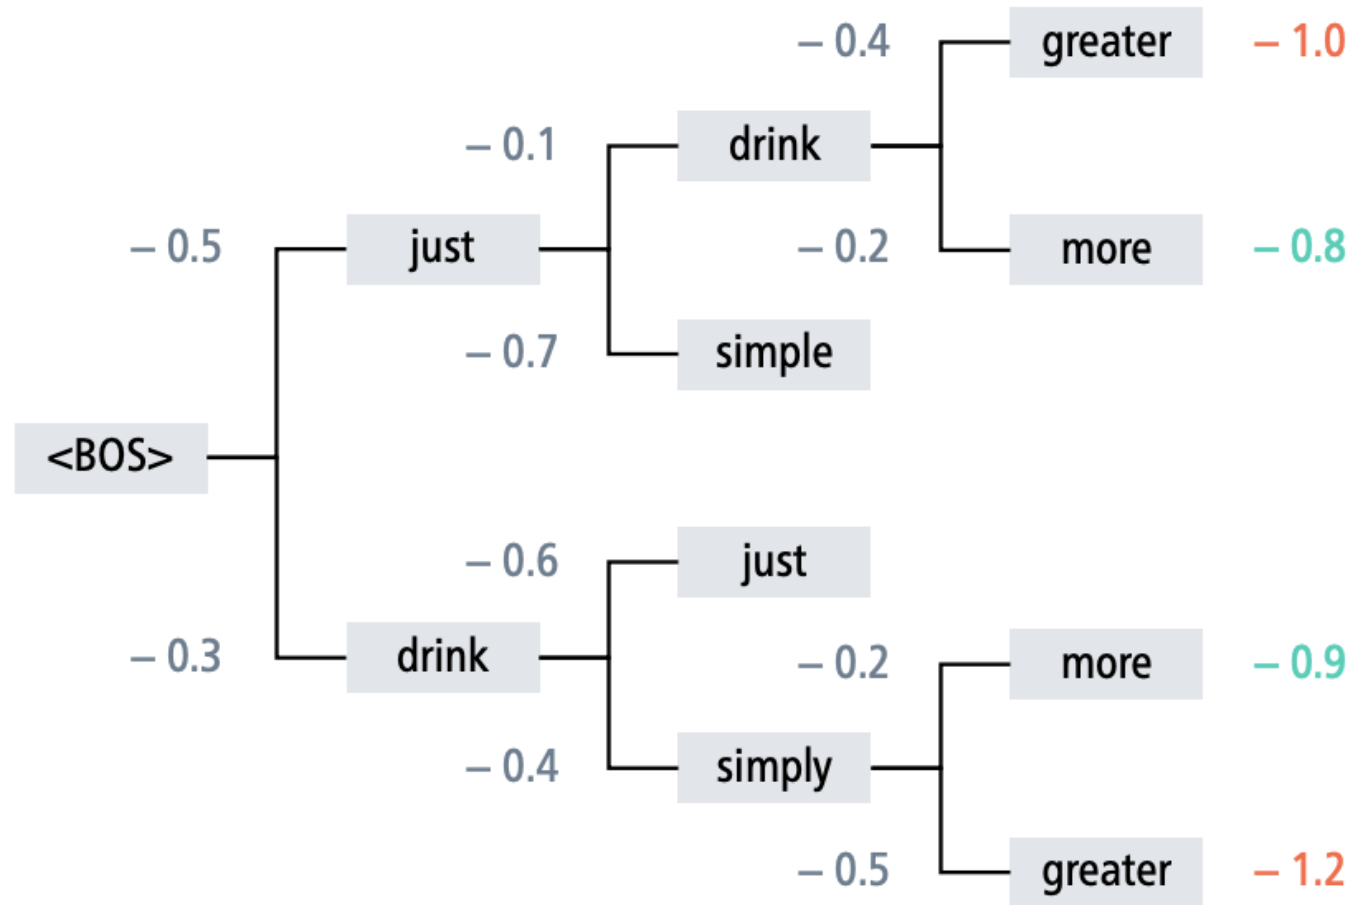 – 0.4 greater – 1.0
– 0.1 drink
– 0.5 just – 0.2 more – 0.8
– 0.7 simple
<BOS>
– 0.6 just
– 0.3 drink – 0.2 more – 0.9
– 0.4 simply
– 0.5 greater – 1.2